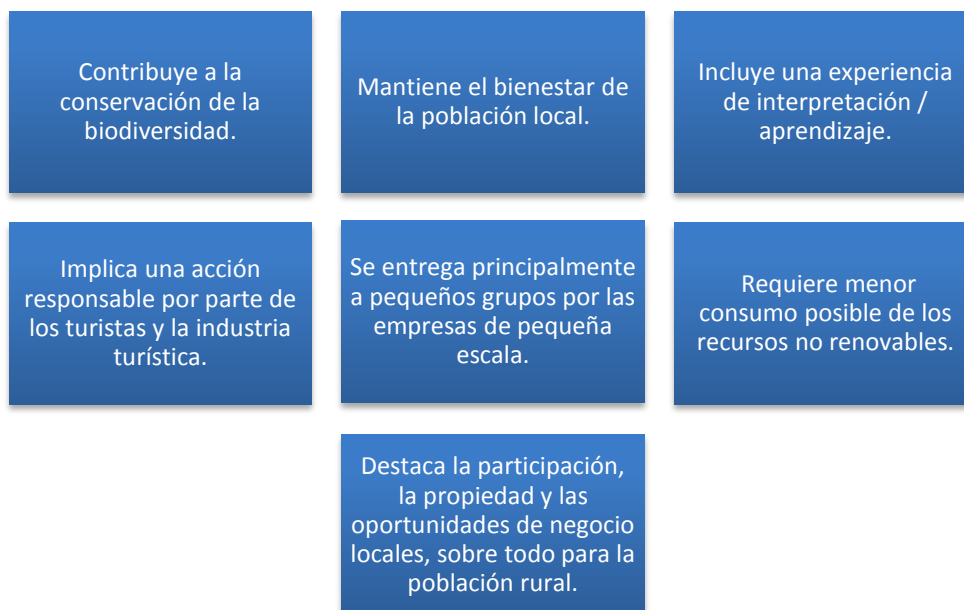 Contribuye a la
conservación de la
biodiversidad.
Mantiene el bienestar de
la población local.
Incluye una experiencia
de interpretación /
aprendizaje.
Implica una acción
responsable por parte de
los turistas y la industria
turística.
Se entrega principalmente
a pequeños grupos por las
empresas de pequeña
escala.
Requiere menor
consumo posible de los
recursos no renovables.
Destaca la participación,
la propiedad y las
oportunidades de negocio
locales, sobre todo para la
población rural.